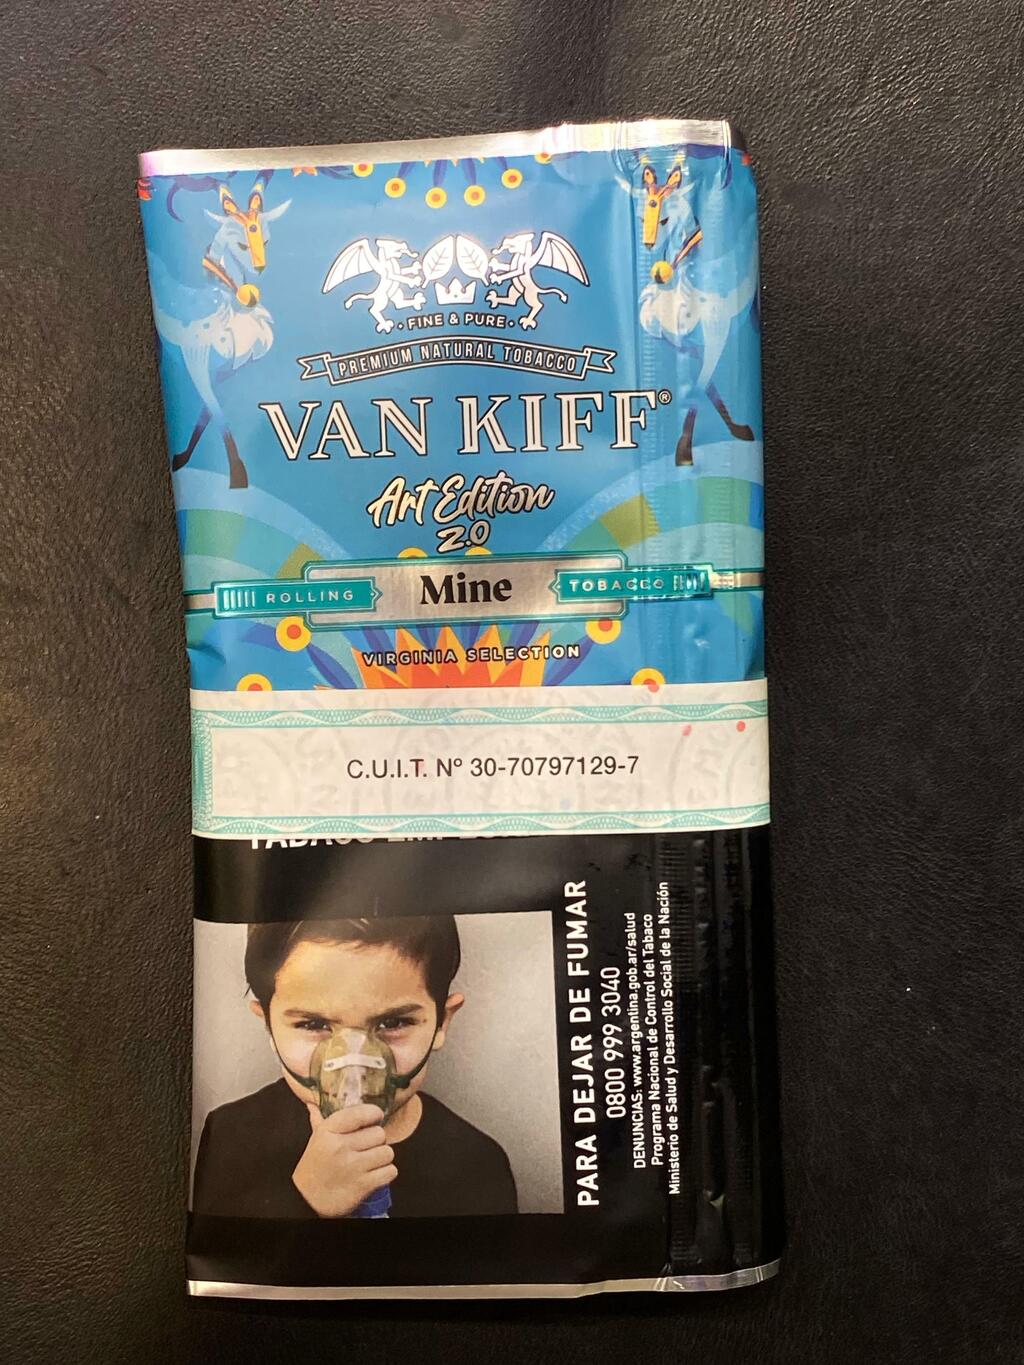 FINE & PURE
PREMIUM NATURAL TOBACCO
VAN KIFF®
Art Edition
2.0
ROLLING Mine TOBACCO
VIRGINIA SELECTION
C.U.I.T. Nº 30-70797129-7
PARA DEJAR DE FUMAR
0800 999 3040
DENUNCIAS: www.argentina.gob.ar/salud
Programa Nacional de Control del Tabaco
Ministerio de Salud y Desarrollo Social de la Nación